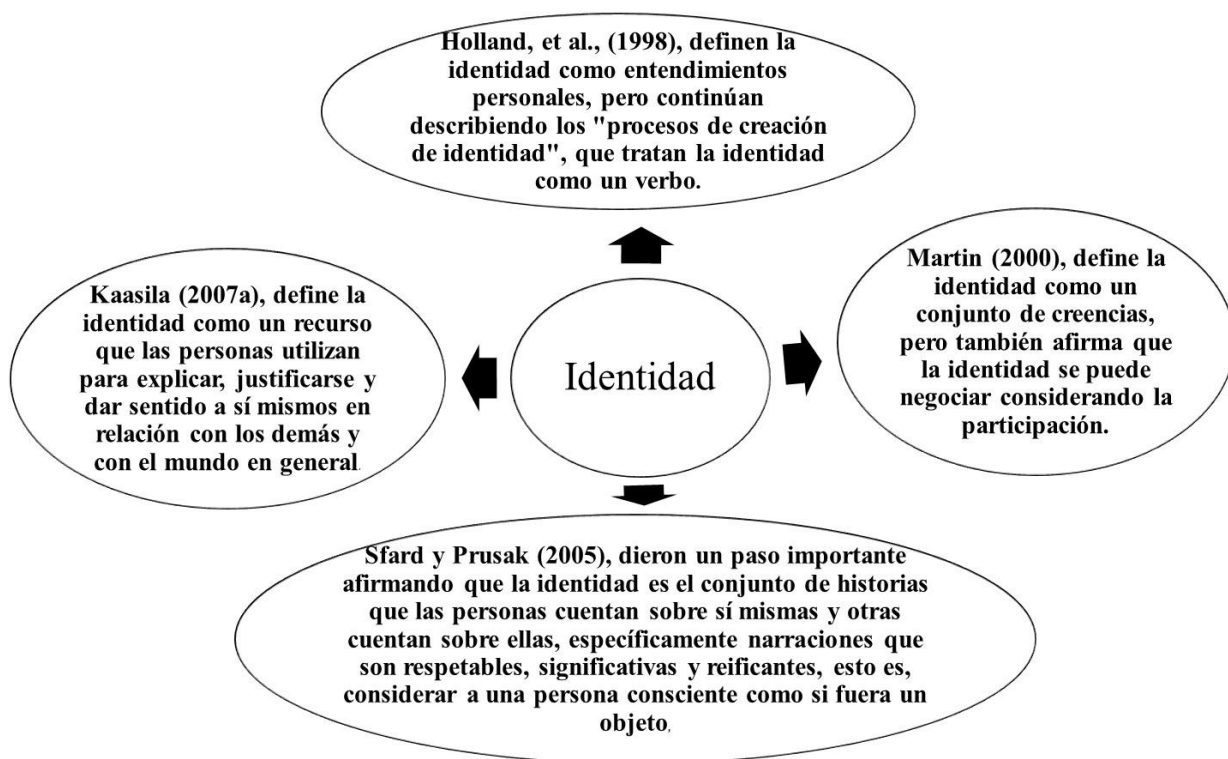 Holland, et al., (1998), definen la
identidad como entendimientos
personales, pero continúan
describiendo los "procesos de creación
de identidad", que tratan la identidad
como un verbo.
Kaasila (2007a), define la
identidad como un recurso
que las personas utilizan
para explicar, justificarse y
dar sentido a sí mismos en
relación con los demás y
con el mundo en general.
Identidad
Martin (2000), define la
identidad como un
conjunto de creencias,
pero también afirma que
la identidad se puede
negociar considerando la
participación.
Sfard y Prusak (2005), dieron un paso importante
afirmando que la identidad es el conjunto de historias
que las personas cuentan sobre sí mismas y otras
cuentan sobre ellas, específicamente narraciones que
son respetables, significativas y reificantes, esto es,
considerar a una persona consciente como si fuera un
objeto.